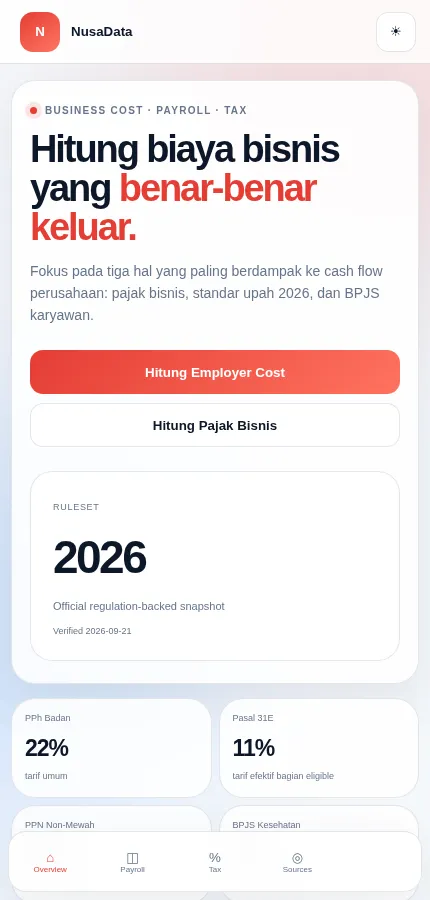 N NusaData
BUSINESS COST · PAYROLL · TAX
Hitung biaya bisnis
yang benar-benar
keluar.
Fokus pada tiga hal yang paling berdampak ke cash flow
perusahaan: pajak bisnis, standar upah 2026, dan BPJS
karyawan.
Hitung Employer Cost
Hitung Pajak Bisnis
RULESET
2026
Official regulation-backed snapshot
Verified 2026-09-21
PPh Badan
22%
tarif umum
Pasal 31E
11%
tarif efektif bagian eligible
PPN Non-Mewah
BPJS Kesehatan
Overview
Payroll
% Tax
Sources